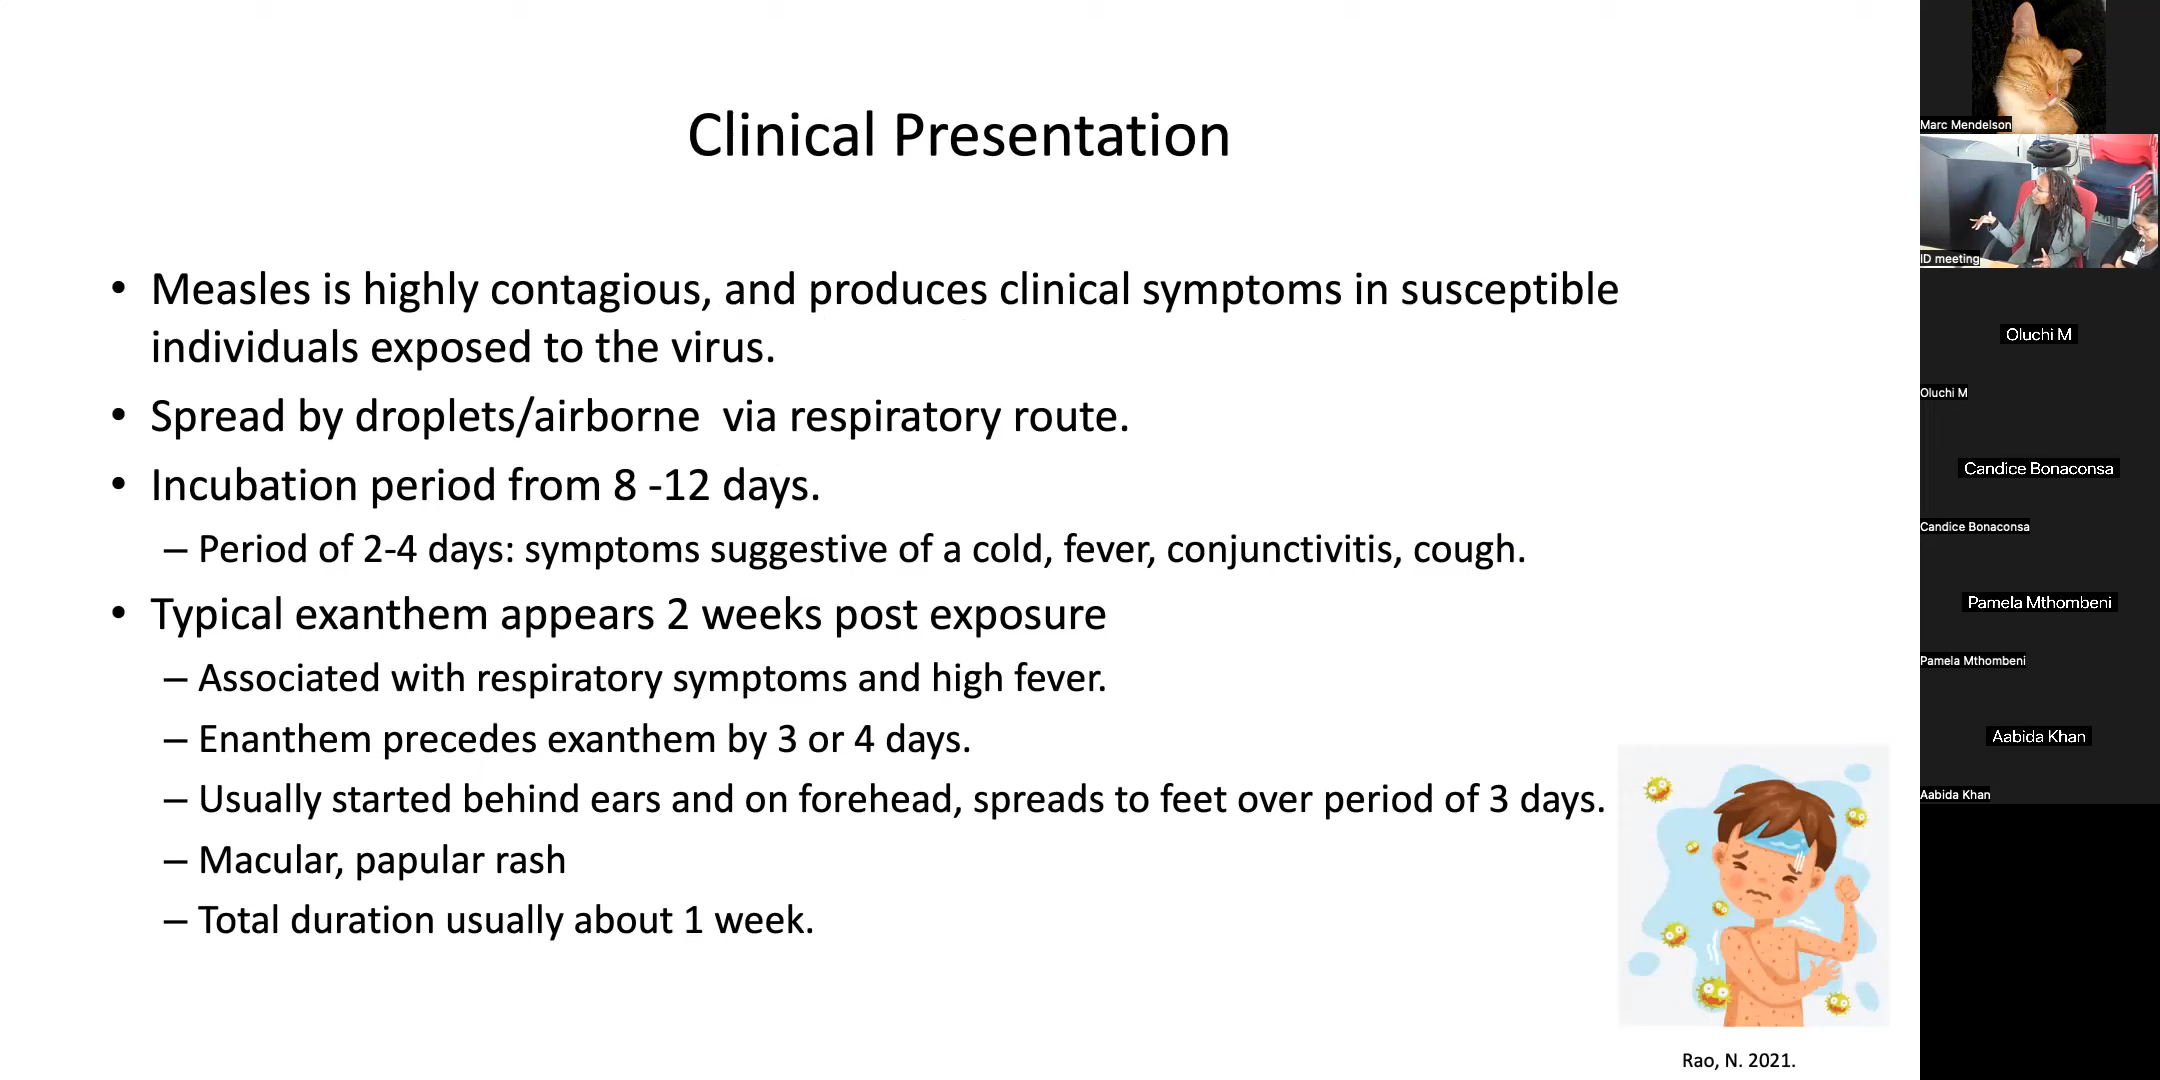 Clinical Presentation
• Measles is highly contagious, and produces clinical symptoms in susceptible
individuals exposed to the virus.
• Spread by droplets/airborne  via respiratory route.
• Incubation period from 8 -12 days.
– Period of 2-4 days: symptoms suggestive of a cold, fever, conjunctivitis, cough.
• Typical exanthem appears 2 weeks post exposure
– Associated with respiratory symptoms and high fever.
– Enanthem precedes exanthem by 3 or 4 days.
– Usually started behind ears and on forehead, spreads to feet over period of 3 days.
– Macular, papular rash
– Total duration usually about 1 week.
Rao, N. 2021.
Marc Mendelson
ID meeting
Oluchi M
Oluchi M
Candice Bonaconsa
Candice Bonaconsa
Pamela Mthombeni
Pamela Mthombeni
Aabida Khan
Aabida Khan